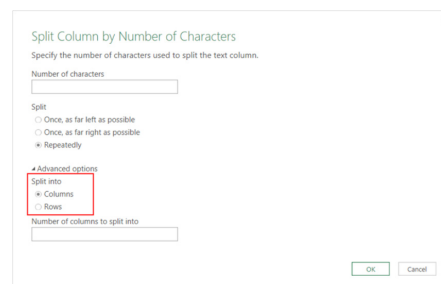 Split Column by Number of Characters
Specify the number of characters used to split the text column.
Number of characters
Split
Once, as far left as possible
Once, as far right as possible
Repeatedly
Advanced options
Split into
Columns
Rows
Number of columns to split into
OK Cancel